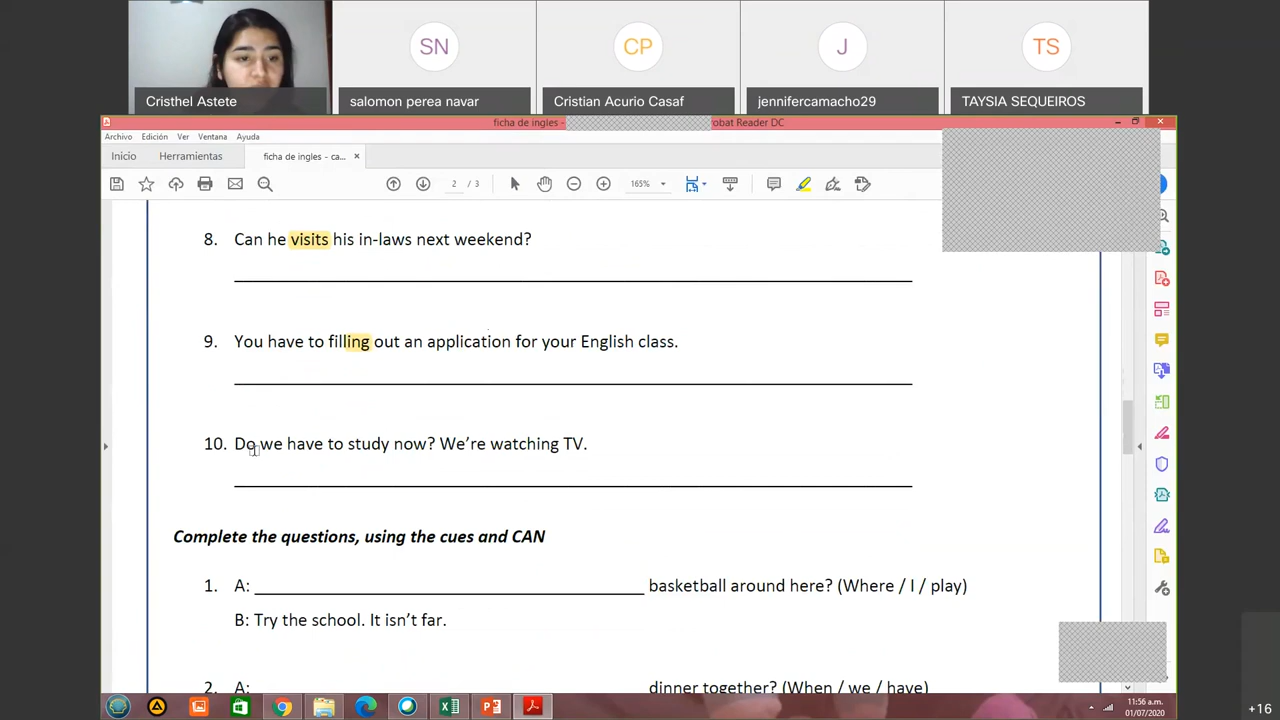 SN
CP
J
TS
Cristhel Astete
salomon perea navar
Cristian Acurio Casaf
jennifercamacho29
TAYSIA SEQUEIROS
ficha de ingles -
obat Reader DC
Archivo Edición Ver Ventana Ayuda
Inicio Herramientas ficha de ingles - ca... ×
2 / 3 165%
8. Can he visits his in-laws next weekend?
9. You have to filling out an application for your English class.
10. Do we have to study now? We’re watching TV.
Complete the questions, using the cues and CAN
1. A: ________ basketball around here? (Where / I / play)
B: Try the school. It isn’t far.
2. A: ________ dinner together? (When / we / have)
11:56 a.m.
01/07/2020
+16